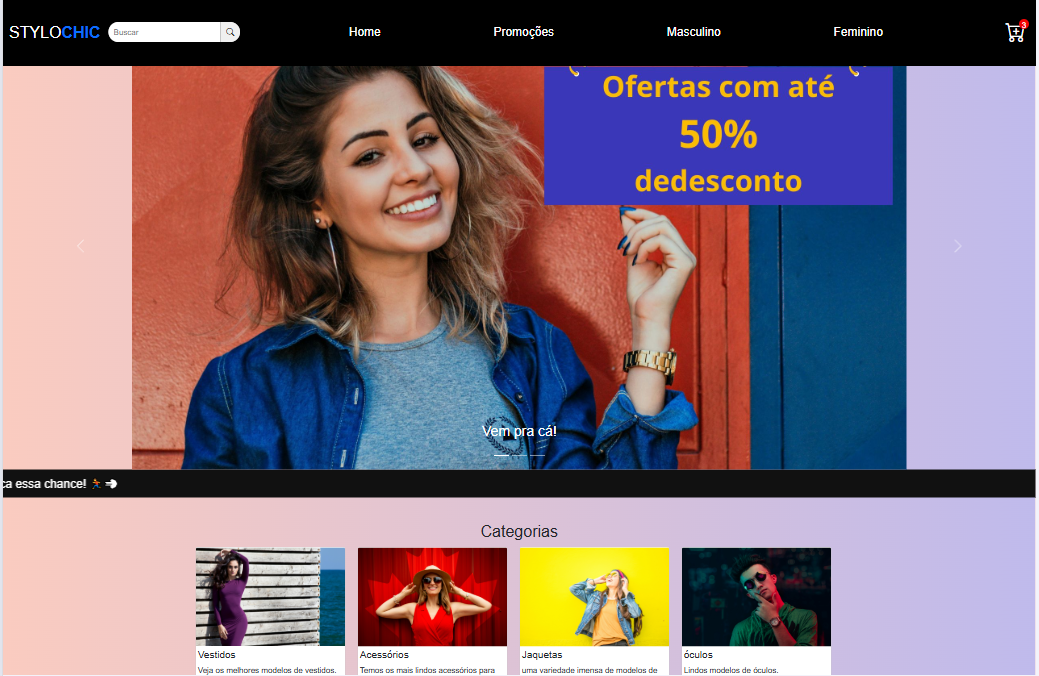 STYLOCHIC
Buscar
Home
Promoções
Masculino
Feminino
3
Ofertas com até
50%
dedesconto
Vem pra cá!
ca essa chance!
Categorias
Vestidos
Veja os melhores modelos de vestidos.
Acessórios
Temos os mais lindos acessórios para
Jaquetas
uma variedade imensa de modelos de
óculos
Lindos modelos de óculos.